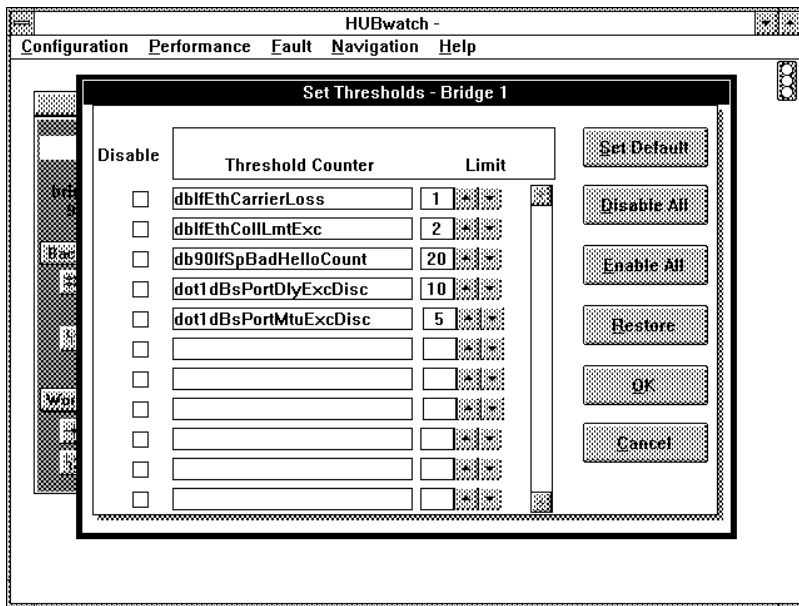 HUBwatch -
Configuration Performance Fault Navigation Help
Set Thresholds - Bridge 1
Disable Threshold Counter Limit
dbIfEthCarrierLoss 1
dbIfEthCollLmtExc 2
db90IfSpBadHelloCount 20
dot1dBsPortDlyExcDisc 10
dot1dBsPortMtuExcDisc 5
Set Default
Disable All
Enable All
Restore
OK
Cancel